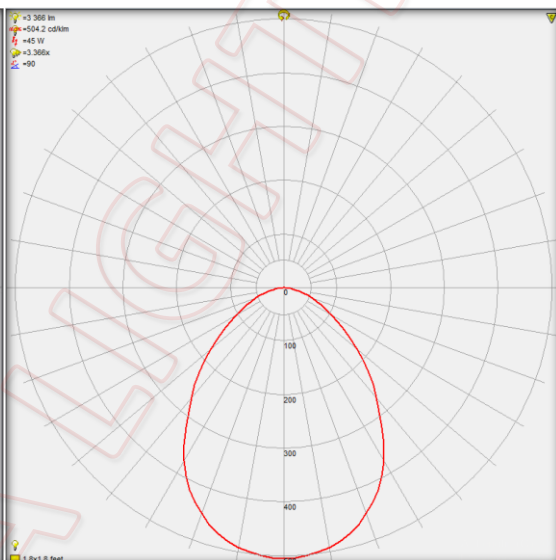 =3 366 lm
=504.2 cd/klm
=45 W
=3.366x
=90
0
100
200
300
400
1.8x1.8 feet
LIGHTI